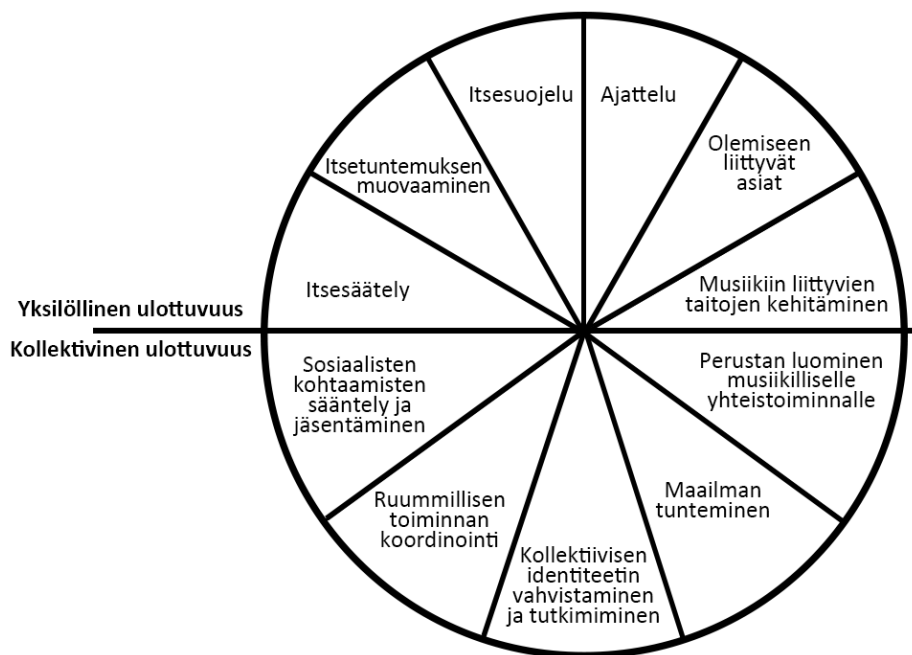 Itsesuojelu
Ajattelu
Olemiseen
liittyvät
asiat
Itsetuntemuksen
muovaaminen
Itsesäätely
Musiikin liittyvien
taitojen kehitäminen
Yksilöllinen ulottuvuus
Kollektivinen ulottuvuus
Sosiaalisten
kohtaamisten
sääntely ja
jäsentäminen
Perustan luominen
musiikilliselle
yhteistoiminnalle
Ruummillisen
toiminnan
koordinointi
Maailman
tunteminen
Kollektiivisen
identiteetin
vahvistaminen
ja tutkimiminen